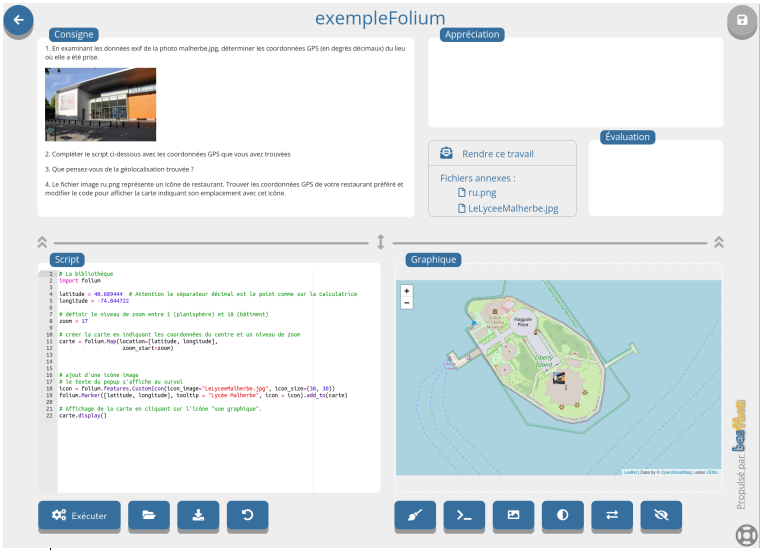 exempleFolium
Consigne
1. En examinant les données exif de la photo malherbe.jpg, déterminer les coordonnées GPS (en degrés décimaux) du lieu
où elle a été prise.
2. Compléter le script ci-dessous avec les coordonnées GPS que vous avez trouvées
3. Que pensez-vous de la géolocalisation trouvée ?
4. Le fichier image ru.png représente un icône de restaurant. Trouver les coordonnées GPS de votre restaurant préféré et
modifier le code pour afficher la carte indiquant son emplacement avec cet icône.
Appréciation
Rendre ce travail
Fichiers annexes :
ru.png
LeLyceeMalherbe.jpg
Évaluation
Script
1 # La bibliothèque
2 import folium
3
4 latitude = 40.689444 # Attention le séparateur décimal est le point comme sur la calculatrice
5 longitude = -74.044722
6
7 # définir le niveau de zoom entre 1 (planisphère) et 18 (bâtiment)
8 zoom = 17
9
10 # créer la carte en indiquant les coordonnées du centre et un niveau de zoom
11 carte = folium.Map(location=[latitude, longitude],
12 zoom_start=zoom)
13
14
15
16 # ajout d'une icône image
17 # le texte du popup s'affiche au survol
18 icon = folium.features.CustomIcon(icon_image="LeLyceeMalherbe.jpg", icon_size=(30, 30))
19 folium.Marker([latitude, longitude], tooltip = "Lycée Malherbe", icon = icon).add_to(carte)
20
21 # Affichage de la carte en cliquant sur l'icône "vue graphique".
22 carte.display()
Graphique
+
−
Flagpole
Plaza
Liberty
Island
Leaflet | Data by © OpenStreetMap, under ODbL.
Exécuter
Propulsé par basthon